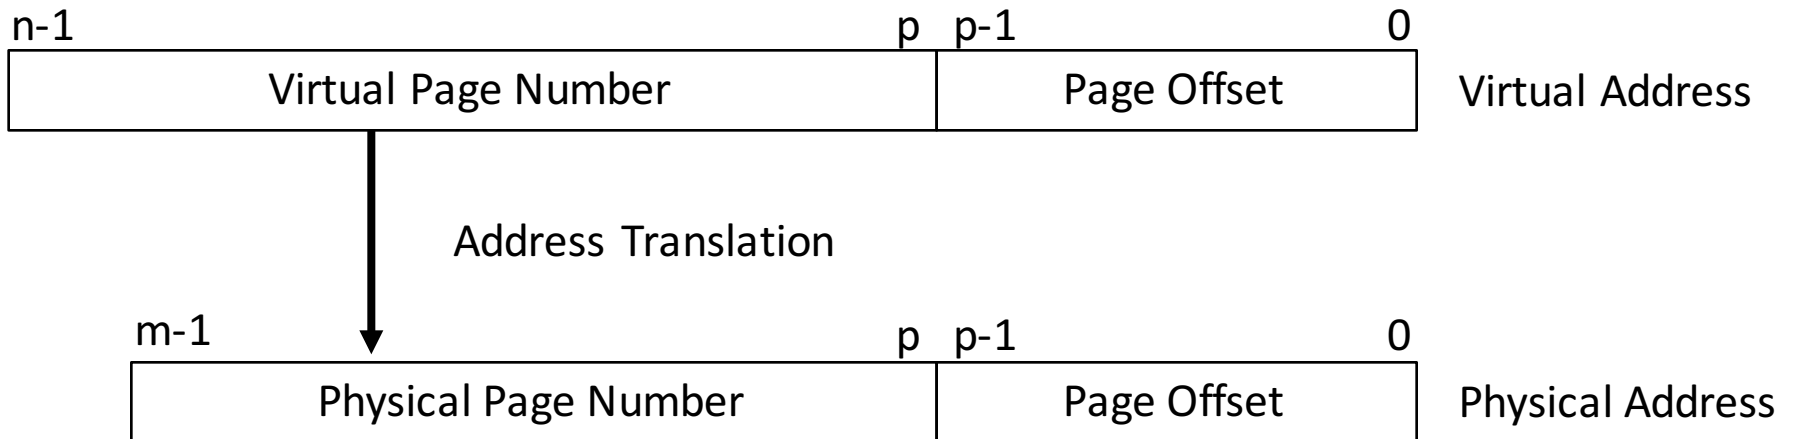 n-1 p p-1 0
Virtual Page Number Page Offset Virtual Address
Address Translation
m-1 p p-1 0
Physical Page Number Page Offset Physical Address